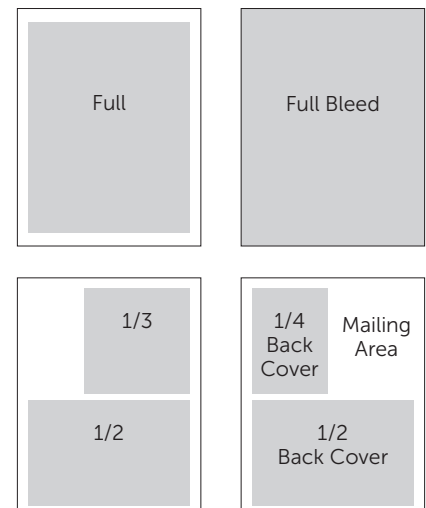 Full
Full Bleed
1/3
1/2
1/4
Back
Cover
Mailing
Area
1/2
Back Cover